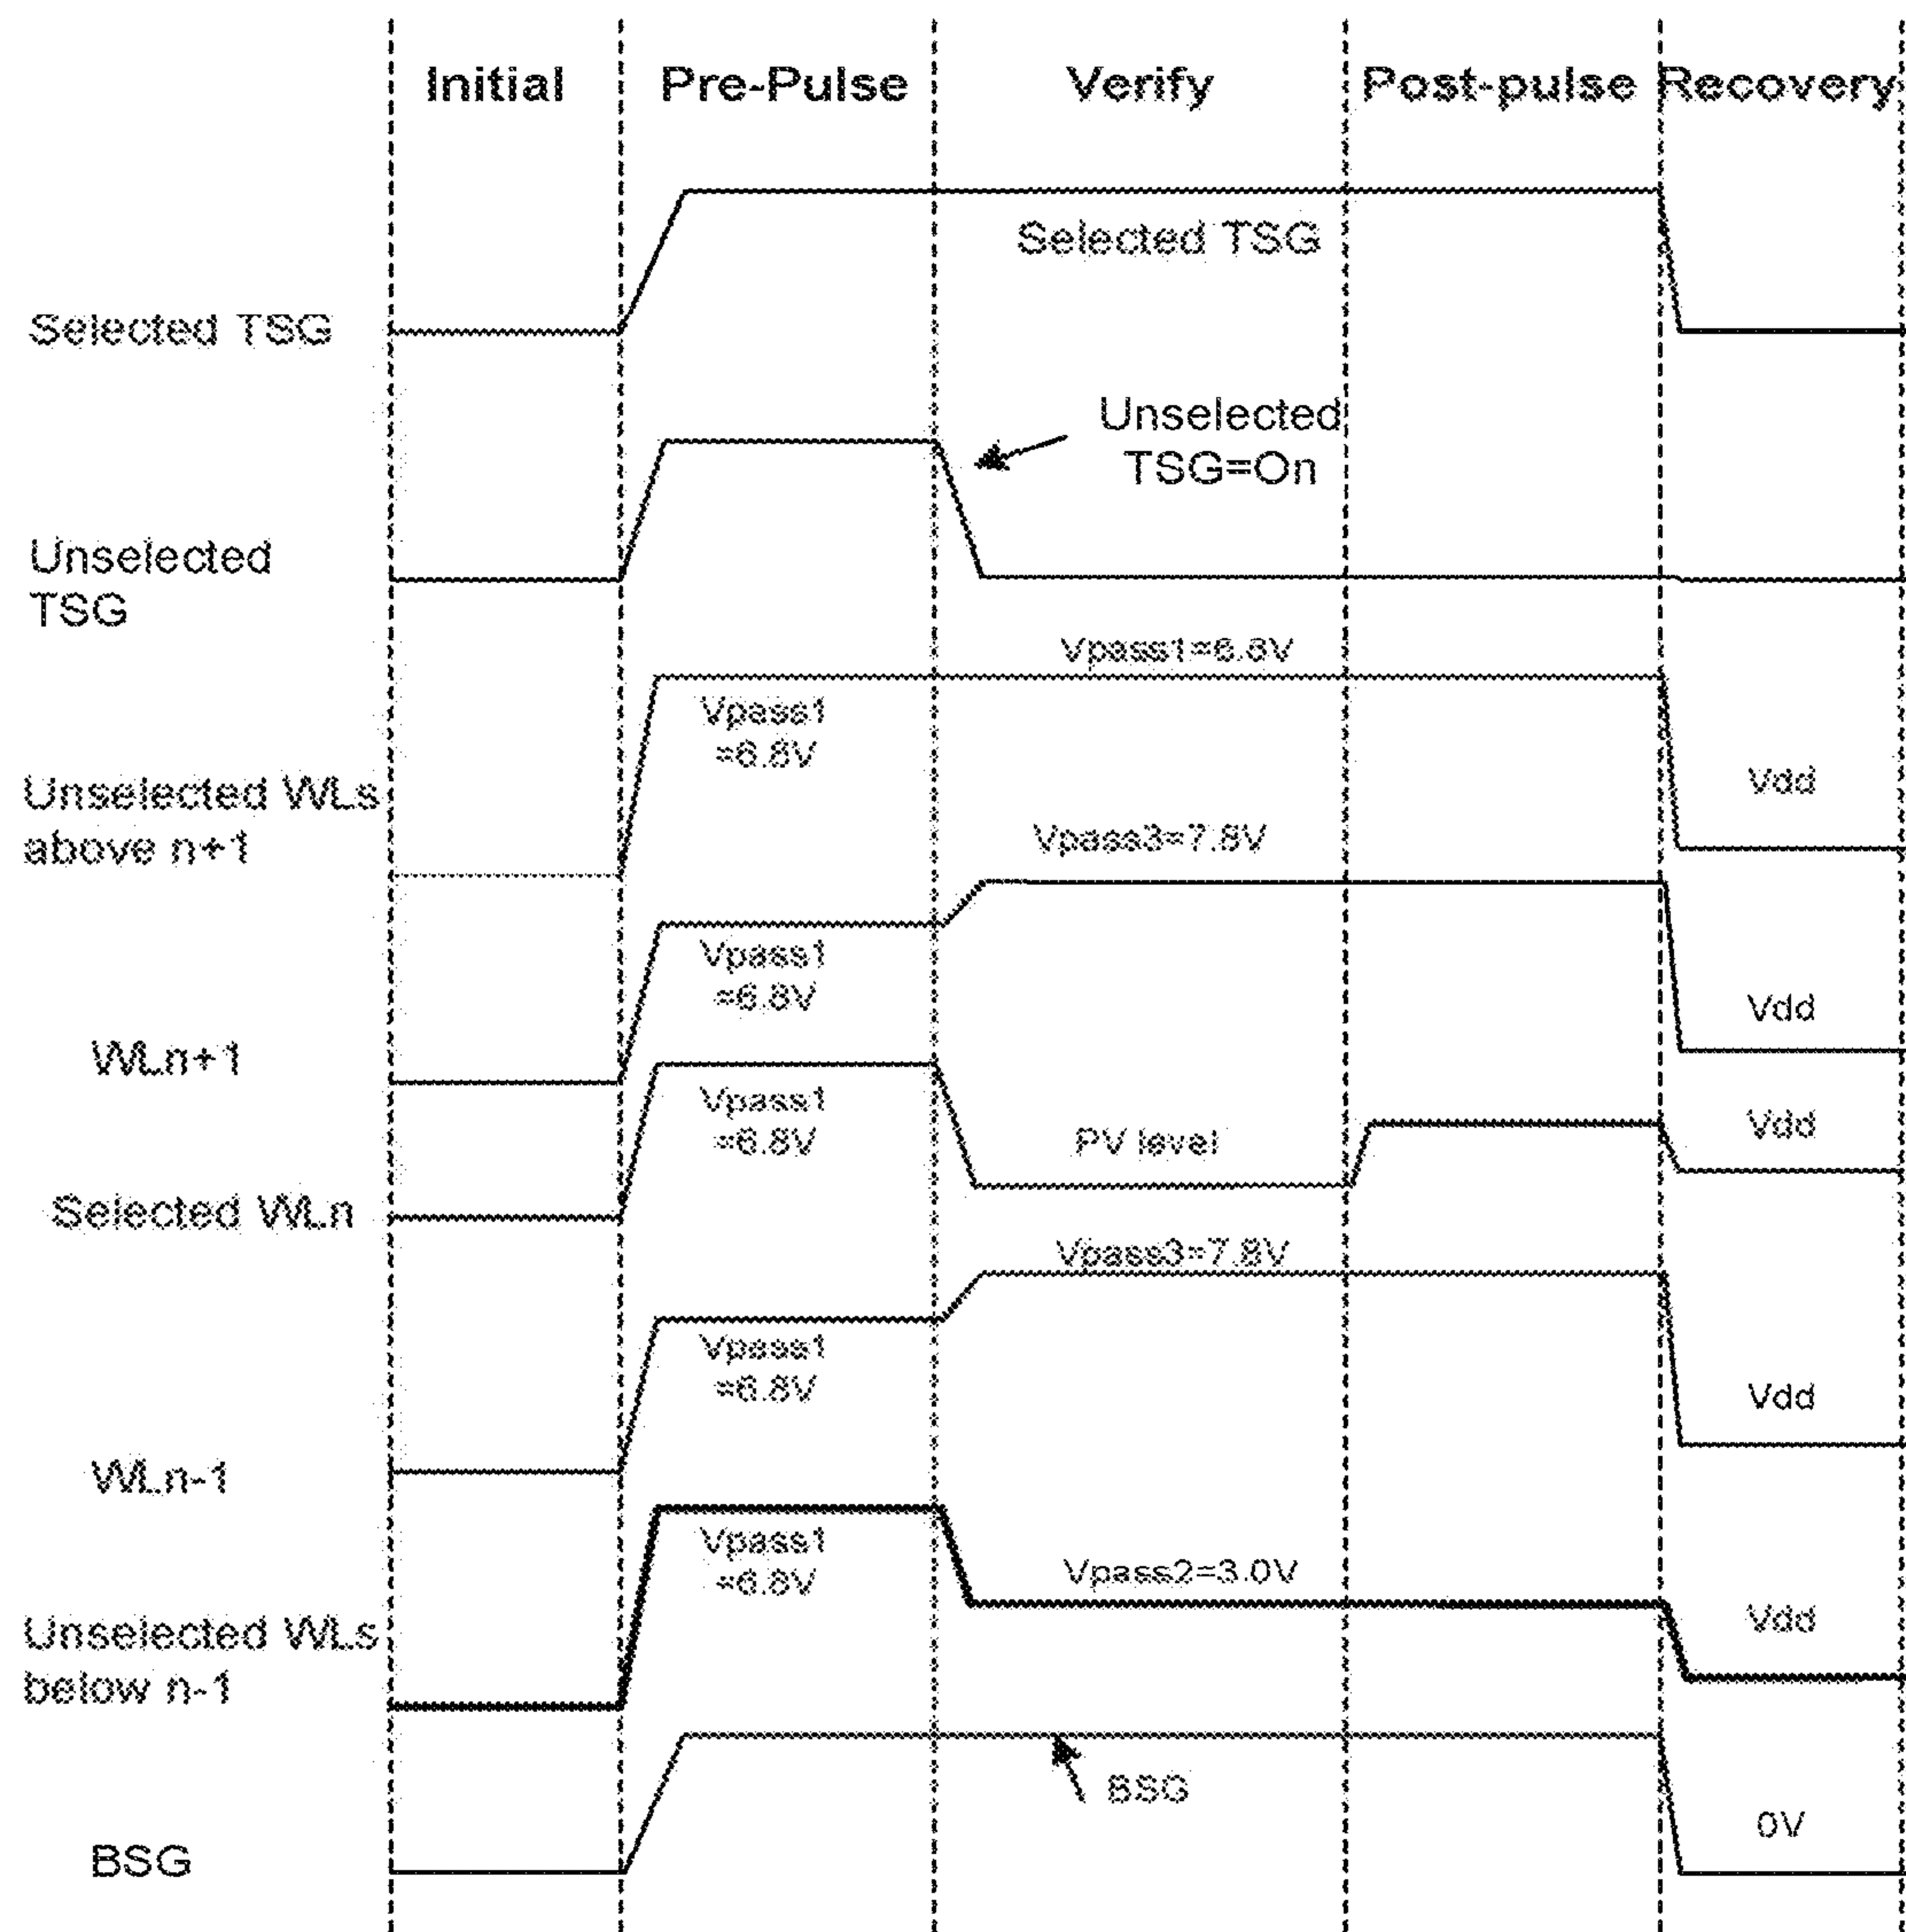 Initial Pre-Pulse Verify Post-pulse Recovery
Selected TSG
Selected TSG
Unselected
TSG=On
Unselected
TSG
Vpass1=6.8V
Vpass1
=6.8V
Unselected WLs
above n+1
Vdd
Vpass3=7.8V
Vpass1
=6.8V
Vdd
WLn+1
Vpass1
=6.8V
PV level
Vdd
Selected WLn
Vpass3=7.8V
Vpass1
=6.8V
Vdd
WLn-1
Vpass1
=6.8V
Vpass2=3.0V
Vdd
Unselected WLs
below n-1
BSG
0V
BSG